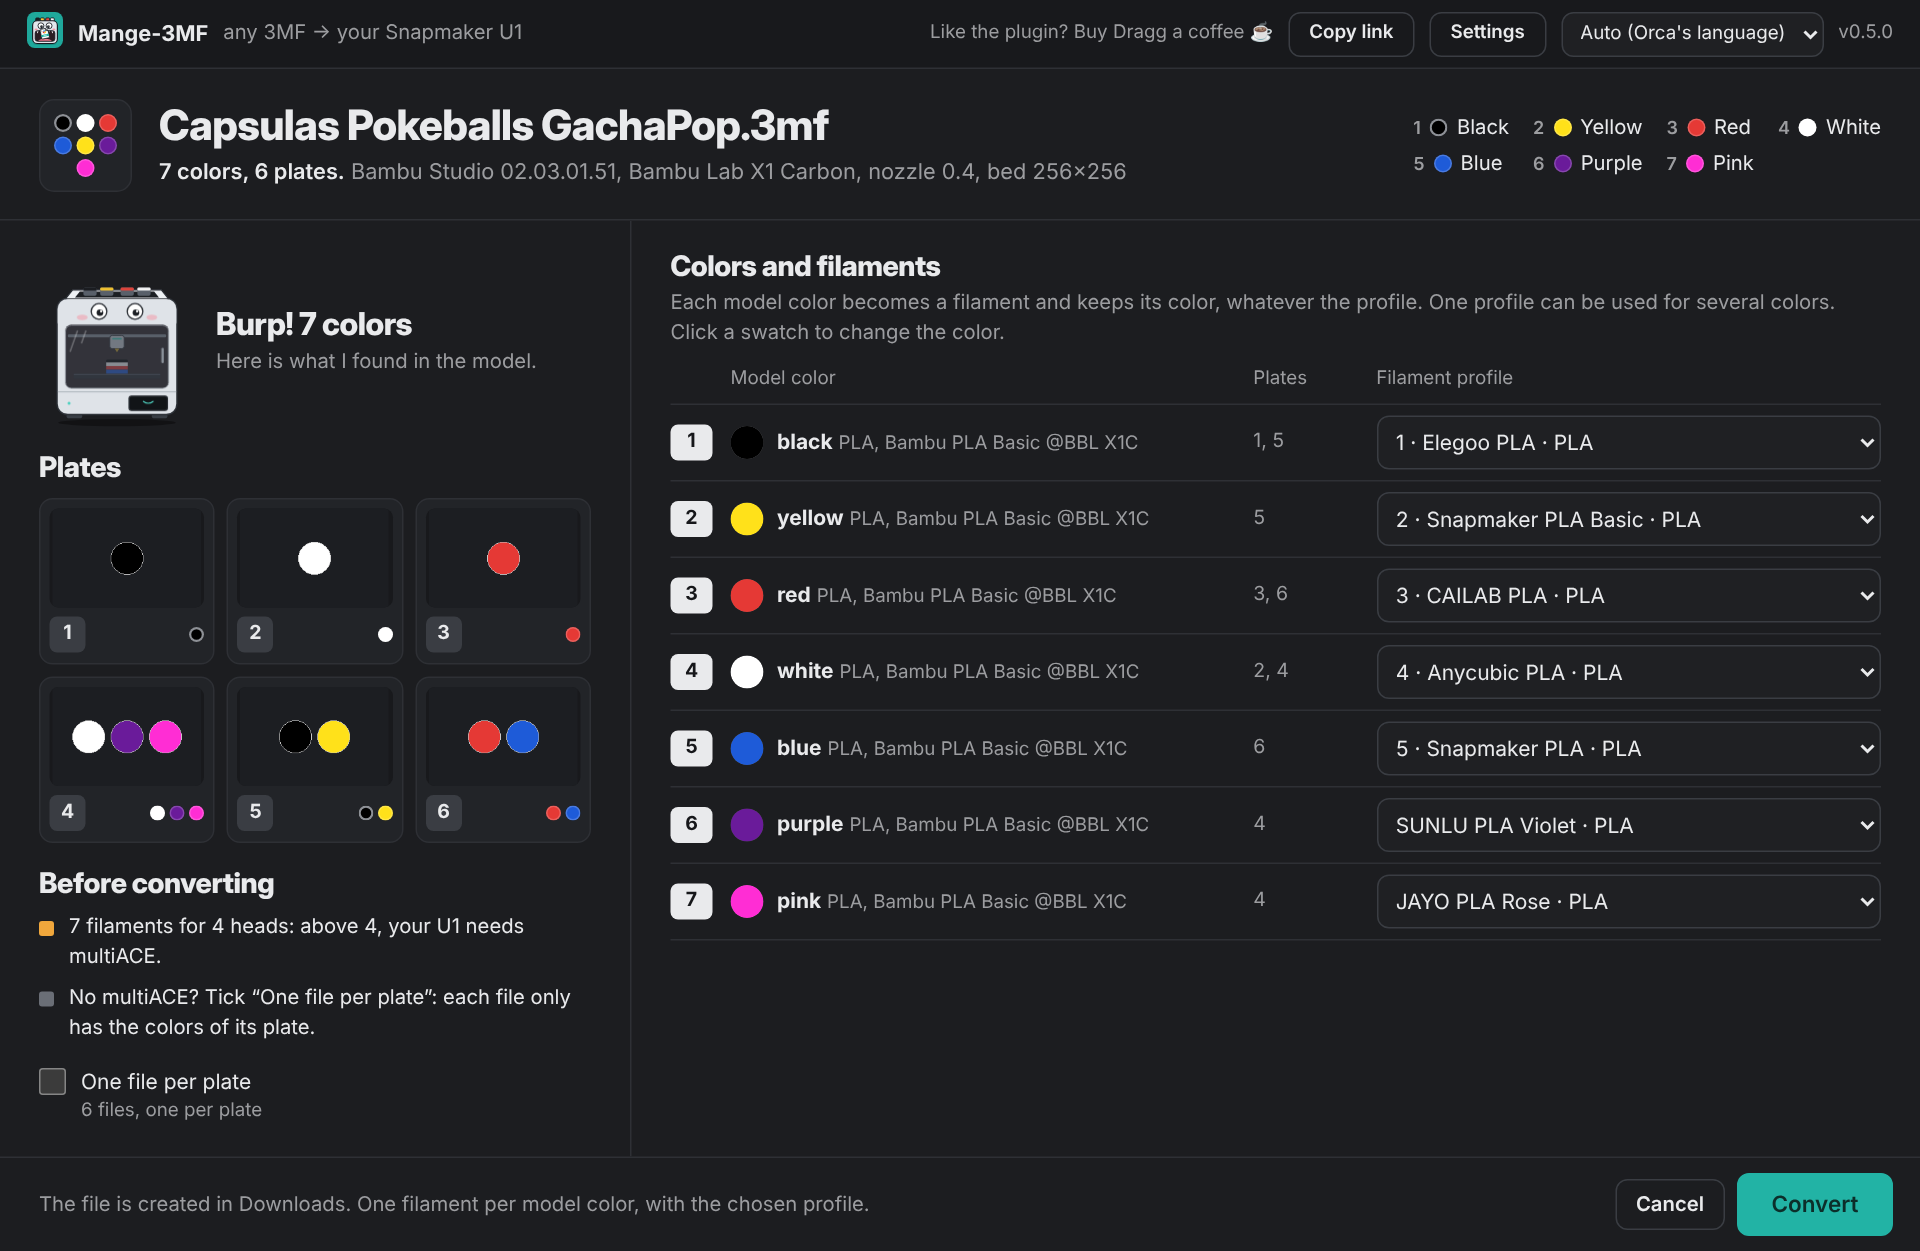 Mange-3MF any 3MF → your Snapmaker U1
Like the plugin? Buy Dragg a coffee ☕ Copy link Settings Auto (Orca's language) v0.5.0
Capsulas Pokeballs GachaPop.3mf
7 colors, 6 plates. Bambu Studio 02.03.01.51, Bambu Lab X1 Carbon, nozzle 0.4, bed 256×256
1 Black 2 Yellow 3 Red 4 White
5 Blue 6 Purple 7 Pink
Burp! 7 colors
Here is what I found in the model.
Plates
1 2 3
4 5 6
Before converting
7 filaments for 4 heads: above 4, your U1 needs
multiACE.
No multiACE? Tick “One file per plate”: each file only
has the colors of its plate.
One file per plate
6 files, one per plate
Colors and filaments
Each model color becomes a filament and keeps its color, whatever the profile. One profile can be used for several colors.
Click a swatch to change the color.
Model color Plates Filament profile
1 black PLA, Bambu PLA Basic @BBL X1C 1, 5 1 · Elegoo PLA · PLA
2 yellow PLA, Bambu PLA Basic @BBL X1C 5 2 · Snapmaker PLA Basic · PLA
3 red PLA, Bambu PLA Basic @BBL X1C 3, 6 3 · CAILAB PLA · PLA
4 white PLA, Bambu PLA Basic @BBL X1C 2, 4 4 · Anycubic PLA · PLA
5 blue PLA, Bambu PLA Basic @BBL X1C 6 5 · Snapmaker PLA · PLA
6 purple PLA, Bambu PLA Basic @BBL X1C 4 SUNLU PLA Violet · PLA
7 pink PLA, Bambu PLA Basic @BBL X1C 4 JAYO PLA Rose · PLA
The file is created in Downloads. One filament per model color, with the chosen profile.
Cancel Convert